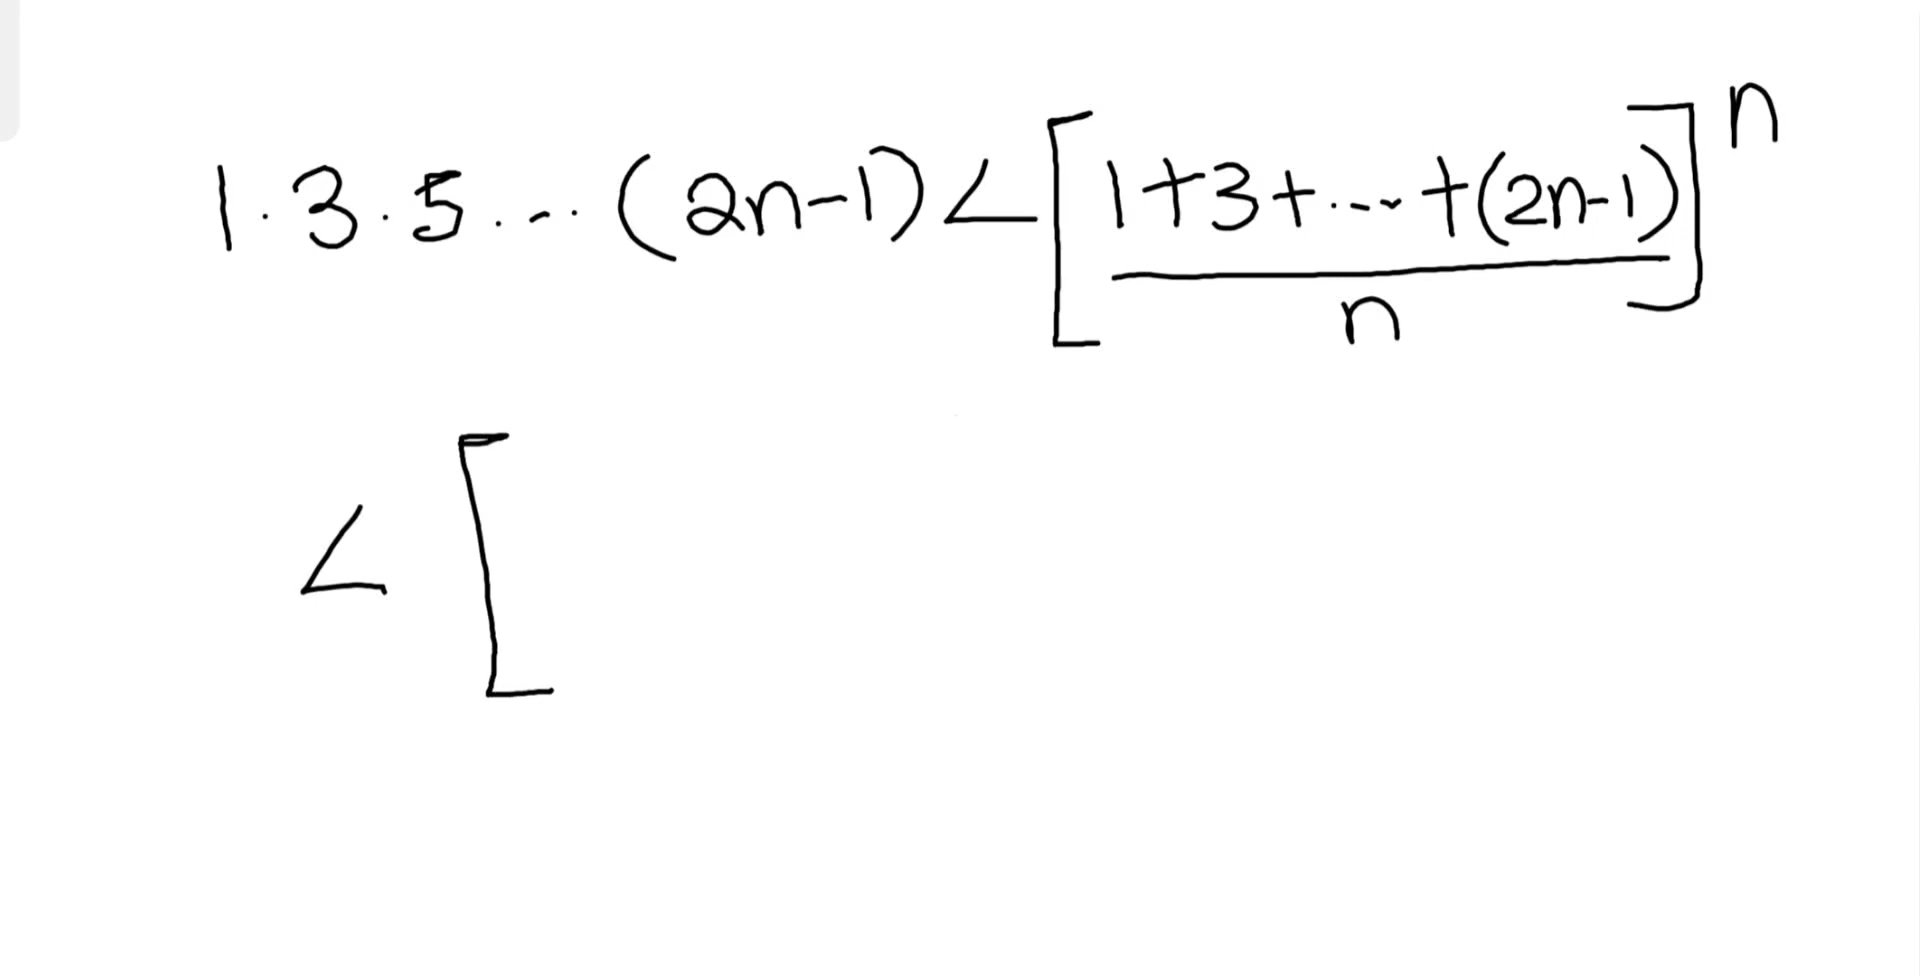 1·3·5·...(2n-1) < [(1+3+...+(2n-1))/n]^n
< [